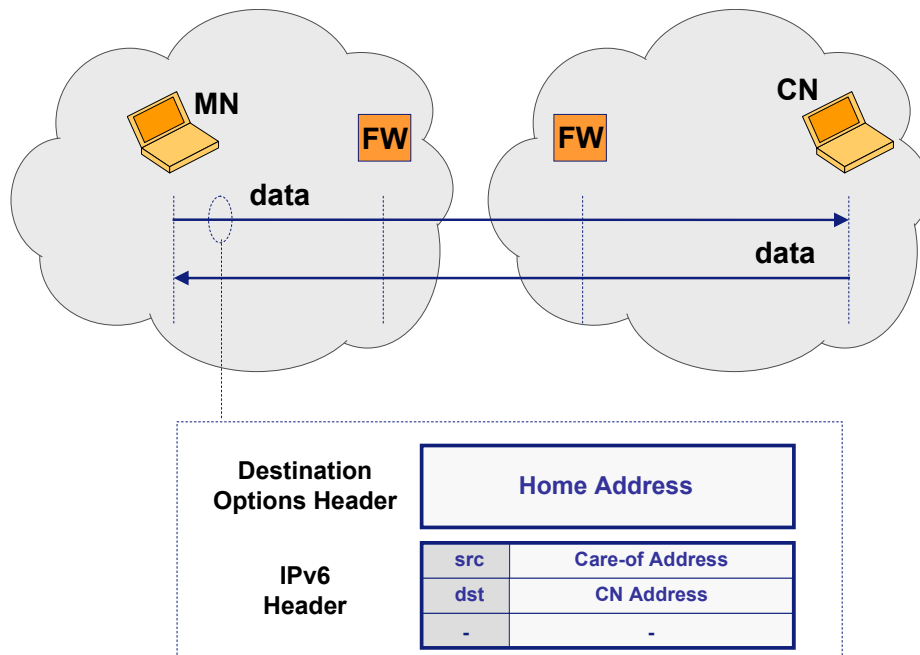 MN
CN
FW
FW
data
data
Destination
Options Header
Home Address
IPv6
Header
src
Care-of Address
dst
CN Address
-
-